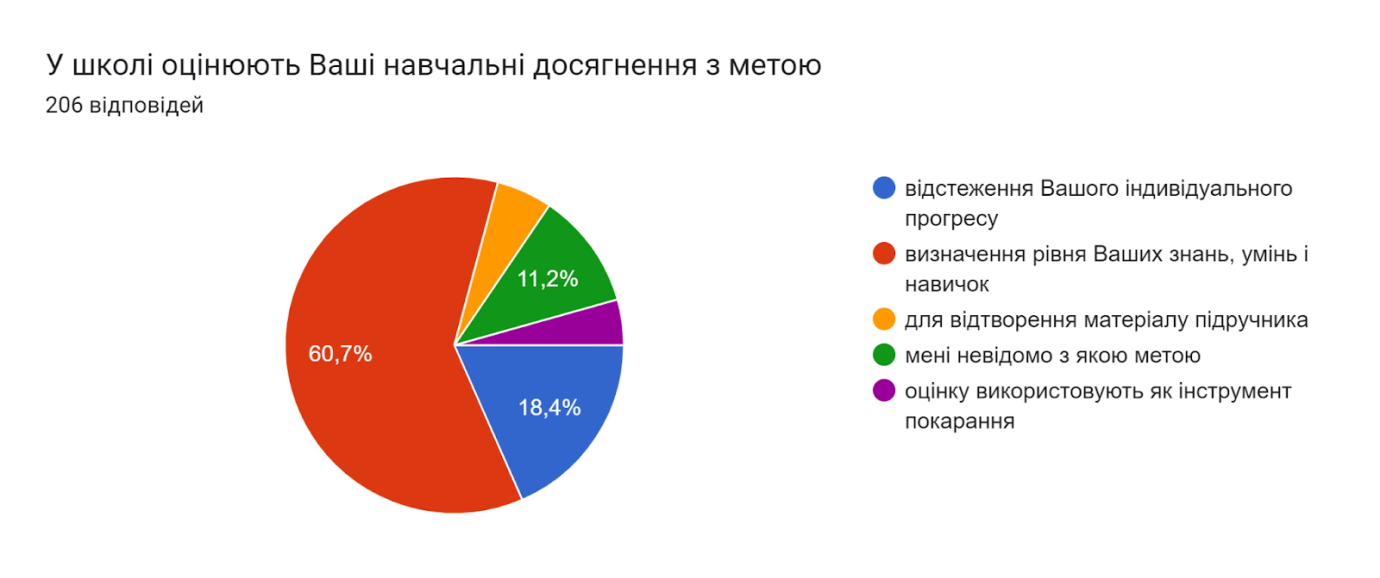 У школі оцінюють Ваші навчальні досягнення з метою
206 відповідей
11,2%
60,7%
18,4%
відстеження Вашого індивідуального
прогресу
визначення рівня Ваших знань, умінь і
навичок
для відтворення матеріалу підручника
мені невідомо з якою метою
оцінку використовують як інструмент
покарання